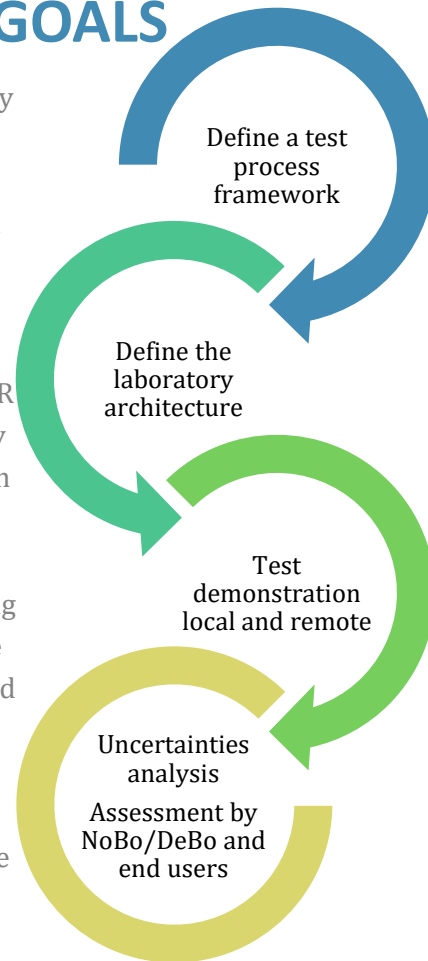 GOALS
Define a test
process
framework
Define the
laboratory
architecture
Test
demonstration
local and remote
Uncertainties
analysis
Assessment by
NoBo/DeBo and
end users